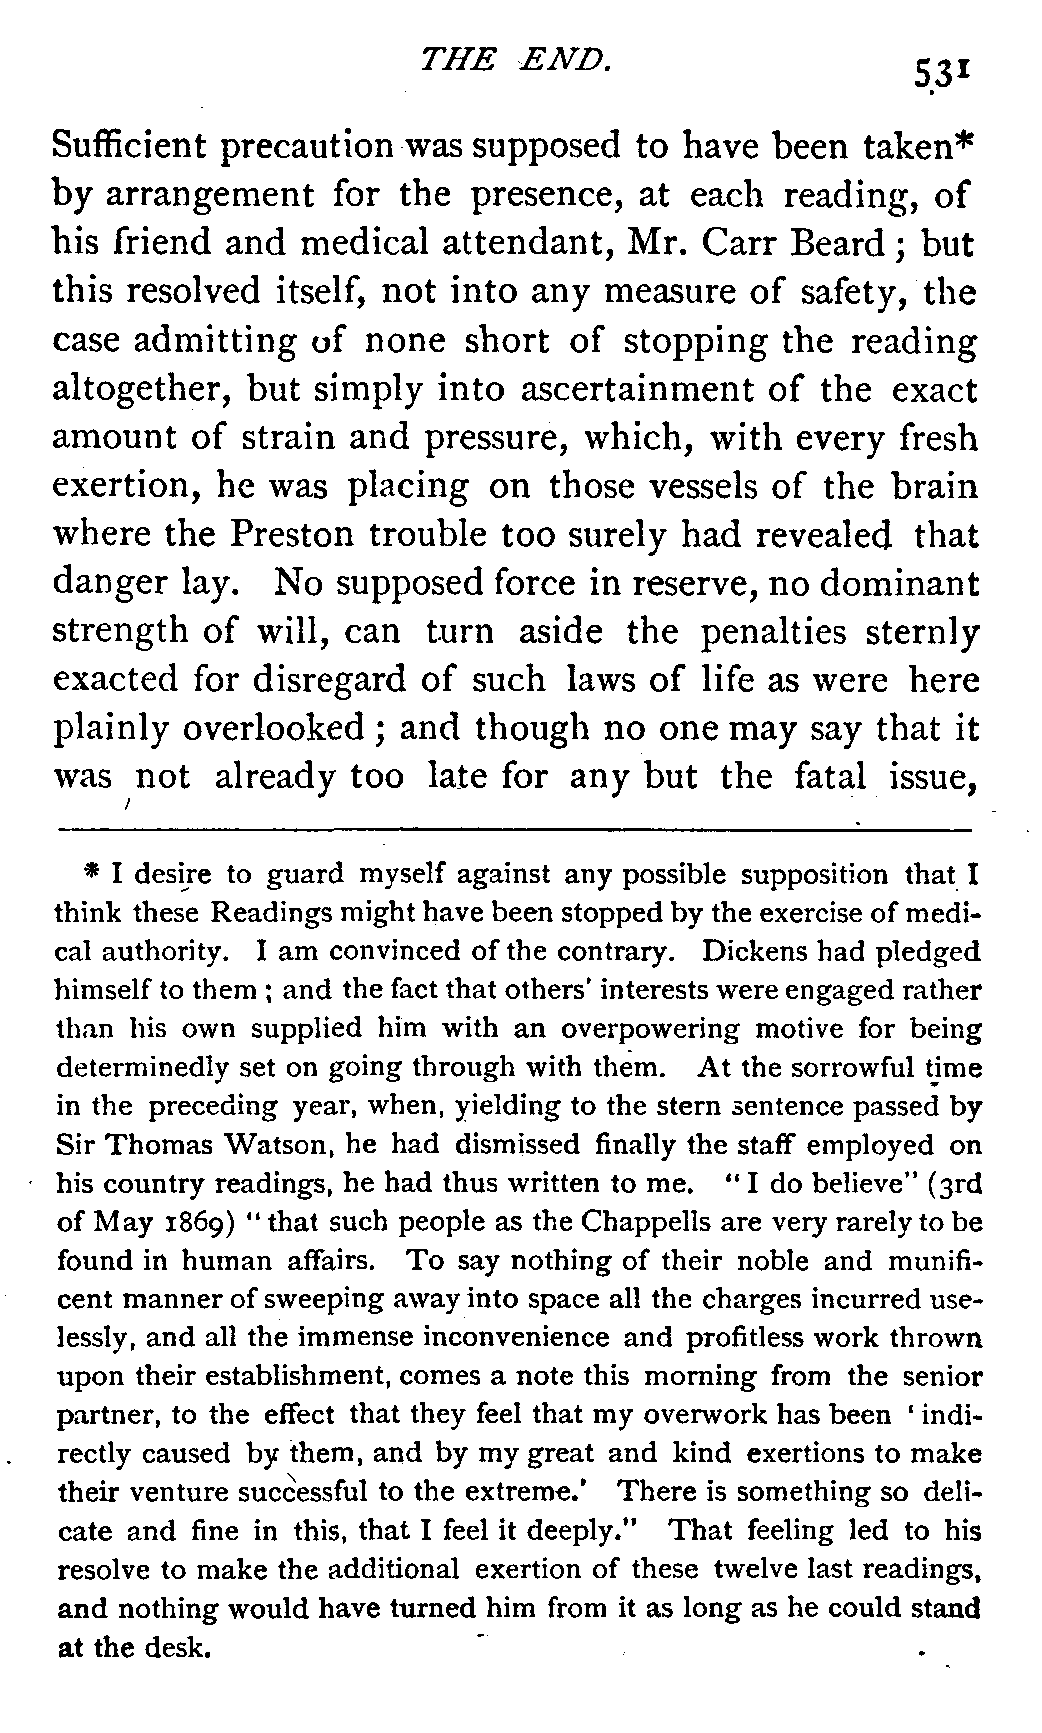 THE END.
531
Sufficient precaution was supposed to have been taken*
by arrangement for the presence, at each reading, of
his friend and medical attendant, Mr. Carr Beard ; but
this resolved itself, not into any measure of safety, the
case admitting of none short of stopping the reading
altogether, but simply into ascertainment of the exact
amount of strain and pressure, which, with every fresh
exertion, he was placing on those vessels of the brain
where the Preston trouble too surely had revealed that
danger lay. No supposed force in reserve, no dominant
strength of will, can turn aside the penalties sternly
exacted for disregard of such laws of life as were here
plainly overlooked ; and though no one may say that it
was not already too late for any but the fatal issue,
* I desire to guard myself against any possible supposition that I
think these Readings might have been stopped by the exercise of medi-
cal authority. I am convinced of the contrary. Dickens had pledged
himself to them ; and the fact that others' interests were engaged rather
than his own supplied him with an overpowering motive for being
determinedly set on going through with them. At the sorrowful time
in the preceding year, when, yielding to the stern sentence passed by
Sir Thomas Watson, he had dismissed finally the staff employed on
his country readings, he had thus written to me. "I do believe" (3rd
of May 1869) "that such people as the Chappells are very rarely to be
found in human affairs. To say nothing of their noble and munifi-
cent manner of sweeping away into space all the charges incurred use-
lessly, and all the immense inconvenience and profitless work thrown
upon their establishment, comes a note this morning from the senior
partner, to the effect that they feel that my overwork has been 'indi-
rectly caused by them, and by my great and kind exertions to make
their venture successful to the extreme.' There is something so deli-
cate and fine in this, that I feel it deeply." That feeling led to his
resolve to make the additional exertion of these twelve last readings,
and nothing would have turned him from it as long as he could stand
at the desk.